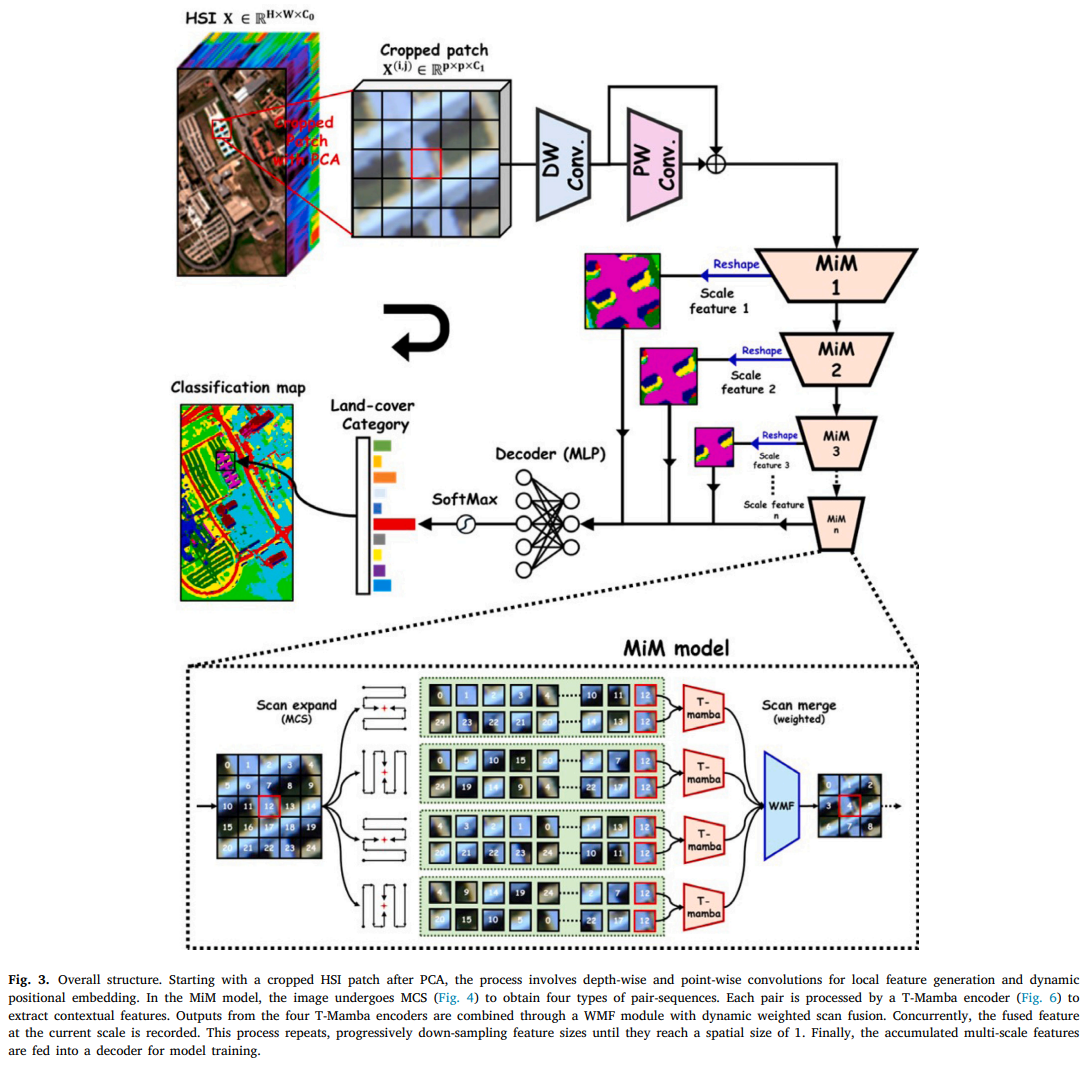 HSI X ∈ ℝH×W×C0
Cropped patch
X(i,j) ∈ ℝp×p×C1
Cropped
Patch
with PCA
DW
Conv.
PW
Conv.
MiM
1
Reshape
Scale
feature 1
MiM
2
Reshape
Scale
feature 2
MiM
3
Reshape
Scale
feature 3
Scale feature
n
MiM
n
Classification map
Land-cover
Category
SoftMax
Decoder (MLP)
MiM model
Scan expand
(MCS)
Scan merge
(weighted)
0 1 2 3 4
5 6 7 8 9
10 11 12 13 14
15 16 17 18 19
20 21 22 23 24
0 1 2 3 4 10 11 12
24 23 22 21 20 14 13 12
T-
mamba
0 5 10 15 20 2 7 12
24 19 14 9 4 22 17 12
T-
mamba
4 3 2 1 0 14 13 12
20 21 22 23 24 10 11 12
T-
mamba
4 9 14 19 24 2 7 12
20 15 10 5 0 22 17 12
T-
mamba
WMF
0 1 2
3 4 5
6 7 8
Fig. 3. Overall structure. Starting with a cropped HSI patch after PCA, the process involves depth-wise and point-wise convolutions for local feature generation and dynamic
positional embedding. In the MiM model, the image undergoes MCS (Fig. 4) to obtain four types of pair-sequences. Each pair is processed by a T-Mamba encoder (Fig. 6) to
extract contextual features. Outputs from the four T-Mamba encoders are combined through a WMF module with dynamic weighted scan fusion. Concurrently, the fused feature
at the current scale is recorded. This process repeats, progressively down-sampling feature sizes until they reach a spatial size of 1. Finally, the accumulated multi-scale features
are fed into a decoder for model training.